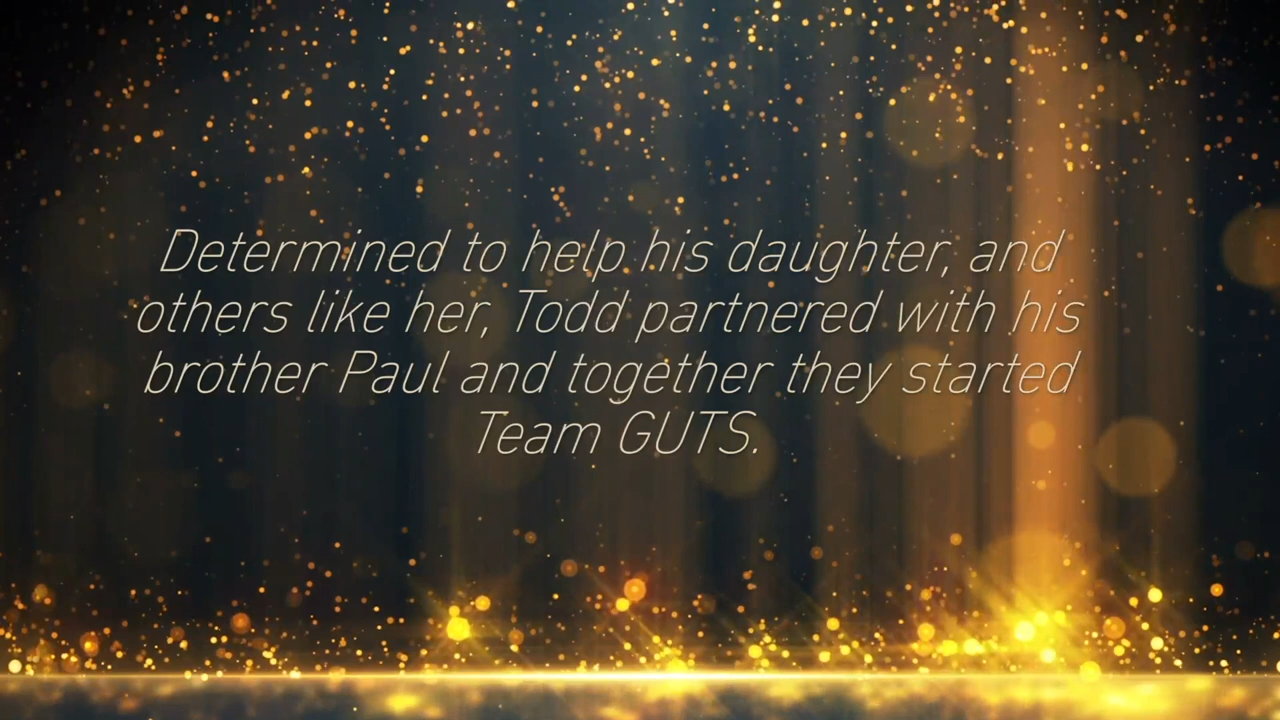 Determined to help his daughter, and
others like her, Todd partnered with his
brother Paul and together they started
Team GUTS.